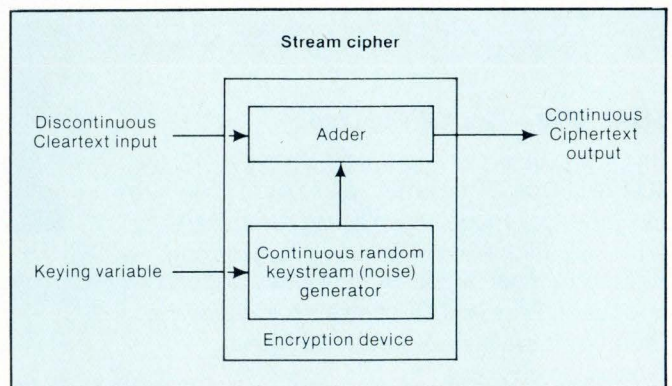 Stream cipher
Discontinuous
Cleartext input
Adder
Continuous
Ciphertext
output
Keying variable
Continuous random
keystream (noise)
generator
Encryption device